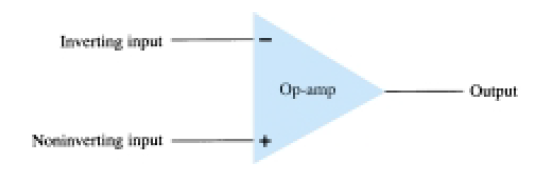 Inverting input
−
Op-amp
Output
Noninverting input
+